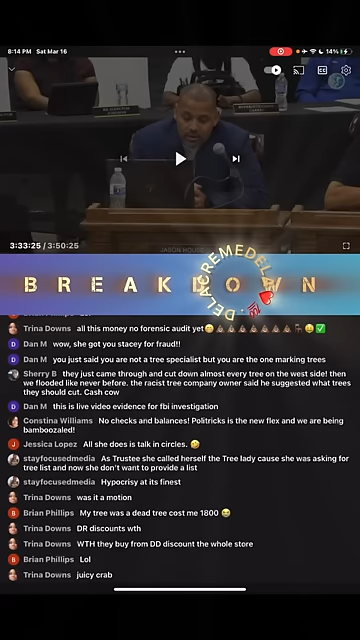 8:14 PM Sat Mar 16
14%
3:33:25 / 3:50:25
JASON HOUSE
BREAKDOWN
DELACREMEDELA
Trina Downs all this money no forensic audit yet
Dan M wow, she got you stacey for fraud!!
Dan M you just said you are not a tree specialist but you are the one marking trees
Sherry B they just came through and cut down almost every tree on the west side! then
we flooded like never before. the racist tree company owner said he suggested what trees
they should cut. Cash cow
Dan M this is live video evidence for fbi investigation
Constina Williams No checks and balances! Politricks is the new flex and we are being
bamboozaled!
Jessica Lopez All she does is talk in circles. 🤣
stayfocusedmedia As Trustee she called herself the Tree lady cause she was asking for
tree list and now she don't want to provide a list
stayfocusedmedia Hypocrisy at its finest
Trina Downs was it a motion
Brian Phillips My tree was a dead tree cost me 1800 😭
Trina Downs DR discounts wth
Trina Downs WTH they buy from DD discount the whole store
Brian Phillips Lol
Trina Downs juicy crab